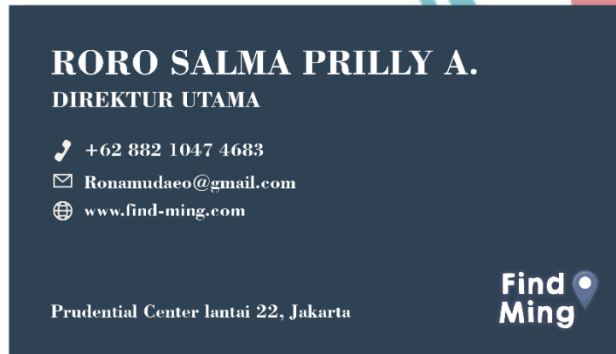 RORO SALMA PRILLY A.
DIREKTUR UTAMA
+62 882 1047 4683
Ronamudaeo@gmail.com
www.find-ming.com
Prudential Center lantai 22, Jakarta
Find
Ming